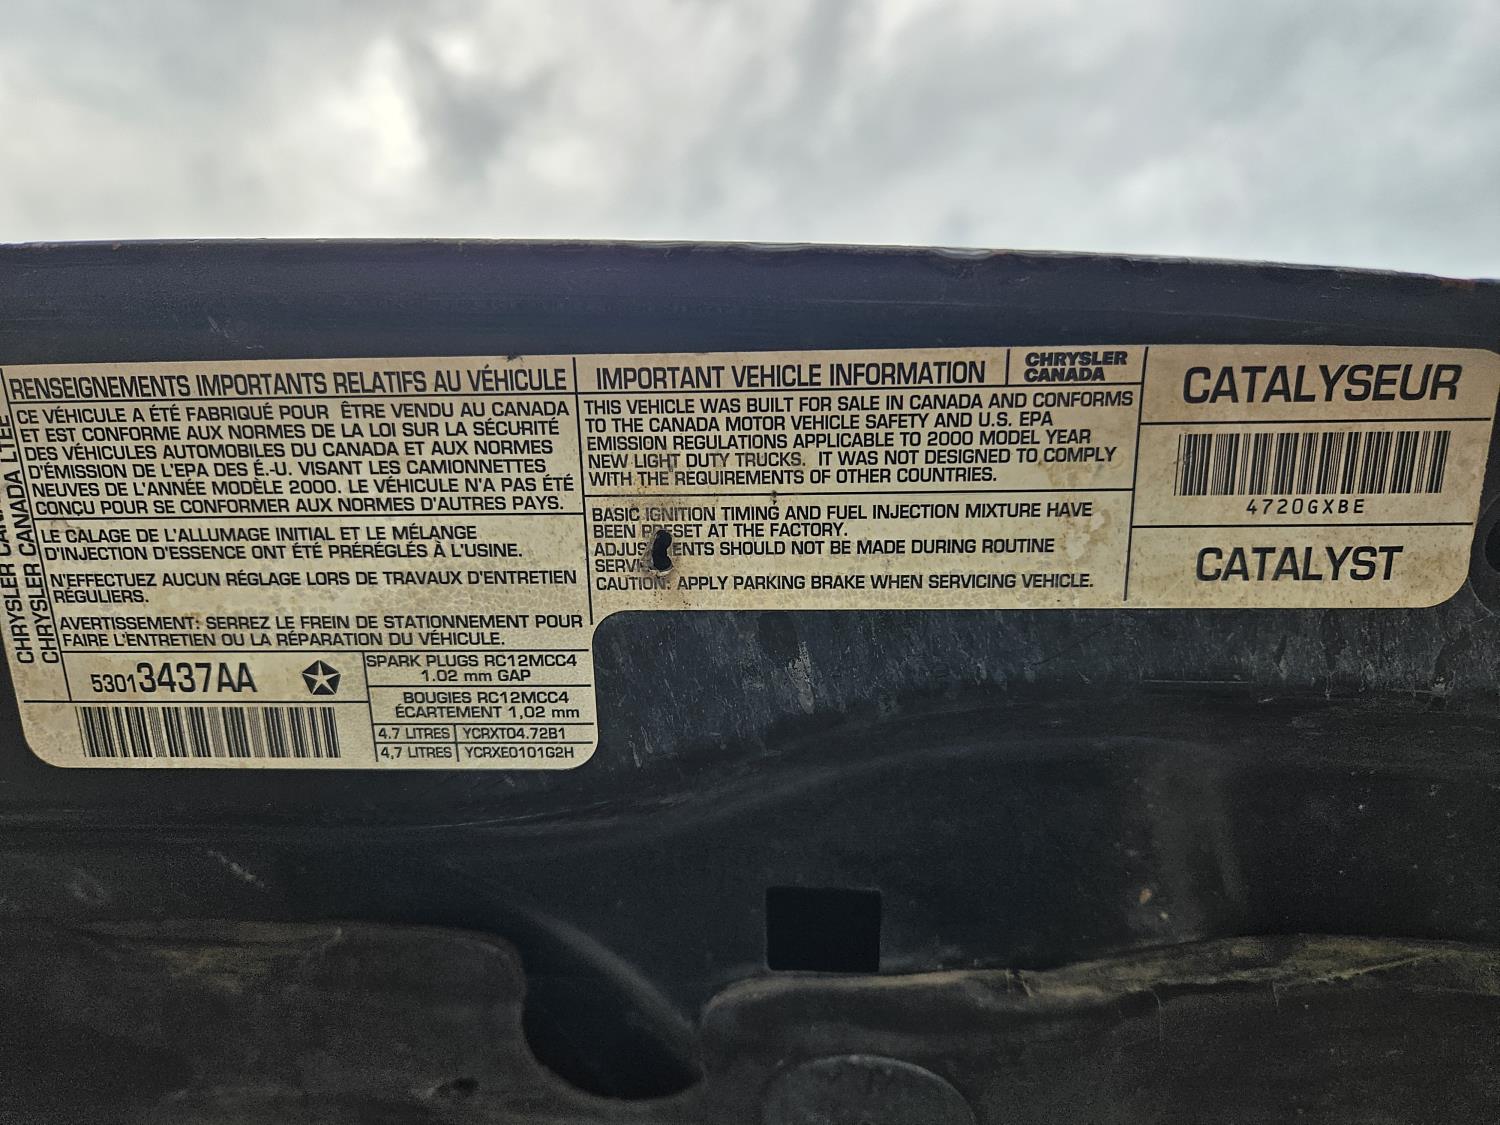 CHRYSLER CANADA LTÉE
RENSEIGNEMENTS IMPORTANTS RELATIFS AU VÉHICULE
CE VÉHICULE A ÉTÉ FABRIQUÉ POUR ÊTRE VENDU AU CANADA
ET EST CONFORME AUX NORMES DE LA LOI SUR LA SÉCURITÉ
DES VÉHICULES AUTOMOBILES DU CANADA ET AUX NORMES
D'ÉMISSION DE L'EPA DES É.-U. VISANT LES CAMIONNETTES
NEUVES DE L'ANNÉE MODÈLE 2000. LE VÉHICULE N'A PAS ÉTÉ
CONÇU POUR SE CONFORMER AUX NORMES D'AUTRES PAYS.
LE CALAGE DE L'ALLUMAGE INITIAL ET LE MÉLANGE
D'INJECTION D'ESSENCE ONT ÉTÉ PRÉRÉGLÉS À L'USINE.
N'EFFECTUEZ AUCUN RÉGLAGE LORS DE TRAVAUX D'ENTRETIEN
RÉGULIERS.
AVERTISSEMENT: SERREZ LE FREIN DE STATIONNEMENT POUR
FAIRE L'ENTRETIEN OU LA RÉPARATION DU VÉHICULE.
53013437AA
SPARK PLUGS RC12MCC4
1.02 mm GAP
BOUGIES RC12MCC4
ÉCARTEMENT 1,02 mm
4.7 LITRES YCRXT04.72B1
4,7 LITRES YCRXE0101G2H
IMPORTANT VEHICLE INFORMATION
CHRYSLER
CANADA
THIS VEHICLE WAS BUILT FOR SALE IN CANADA AND CONFORMS
TO THE CANADA MOTOR VEHICLE SAFETY AND U.S. EPA
EMISSION REGULATIONS APPLICABLE TO 2000 MODEL YEAR
NEW LIGHT DUTY TRUCKS. IT WAS NOT DESIGNED TO COMPLY
WITH THE REQUIREMENTS OF OTHER COUNTRIES.
BASIC IGNITION TIMING AND FUEL INJECTION MIXTURE HAVE
BEEN PRESET AT THE FACTORY.
SHOULD NOT BE MADE DURING ROUTINE
CAUTION: APPLY PARKING BRAKE WHEN SERVICING VEHICLE.
CATALYSEUR
4720GXBE
CATALYST